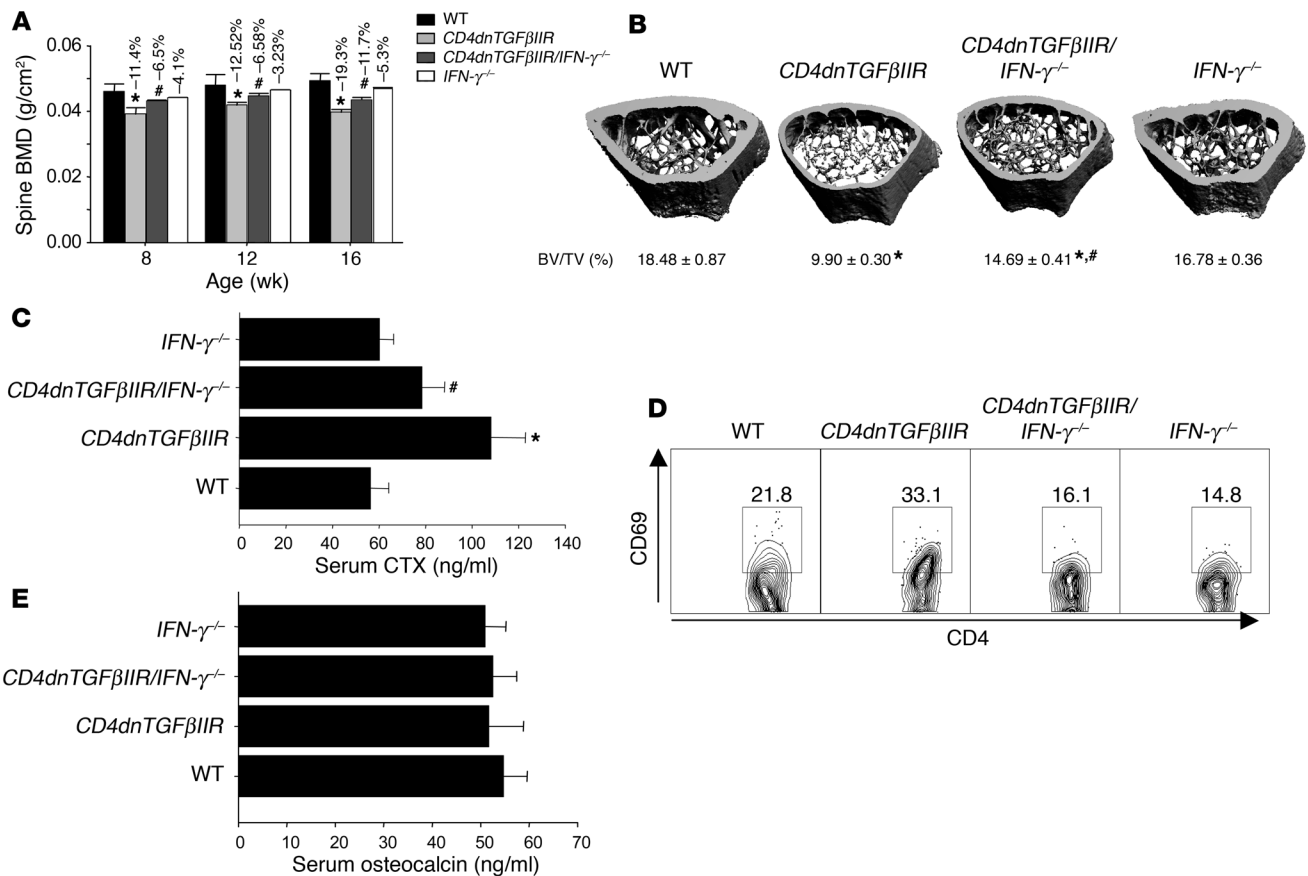 A
WT
CD4dnTGFβIIR
CD4dnTGFβIIR/IFN-γ–/–
IFN-γ–/–
Spine BMD (g/cm²)
0.06
0.04
0.02
0.00
* –11.4%
# –6.5%
–4.1%
* –12.52%
# –6.58%
–3.23%
* –19.3%
# –11.7%
–5.3%
8 12 16
Age (wk)
B
WT
CD4dnTGFβIIR
CD4dnTGFβIIR/
IFN-γ–/–
IFN-γ–/–
BV/TV (%) 18.48 ± 0.87 9.90 ± 0.30 * 14.69 ± 0.41 *,# 16.78 ± 0.36
C
IFN-γ–/–
CD4dnTGFβIIR/IFN-γ–/– #
CD4dnTGFβIIR *
WT
0 20 40 60 80 100 120 140
Serum CTX (ng/ml)
D
WT
CD4dnTGFβIIR
CD4dnTGFβIIR/
IFN-γ–/–
IFN-γ–/–
21.8 33.1 16.1 14.8
CD69
CD4
E
IFN-γ–/–
CD4dnTGFβIIR/IFN-γ–/–
CD4dnTGFβIIR
WT
0 10 20 30 40 50 60 70
Serum osteocalcin (ng/ml)